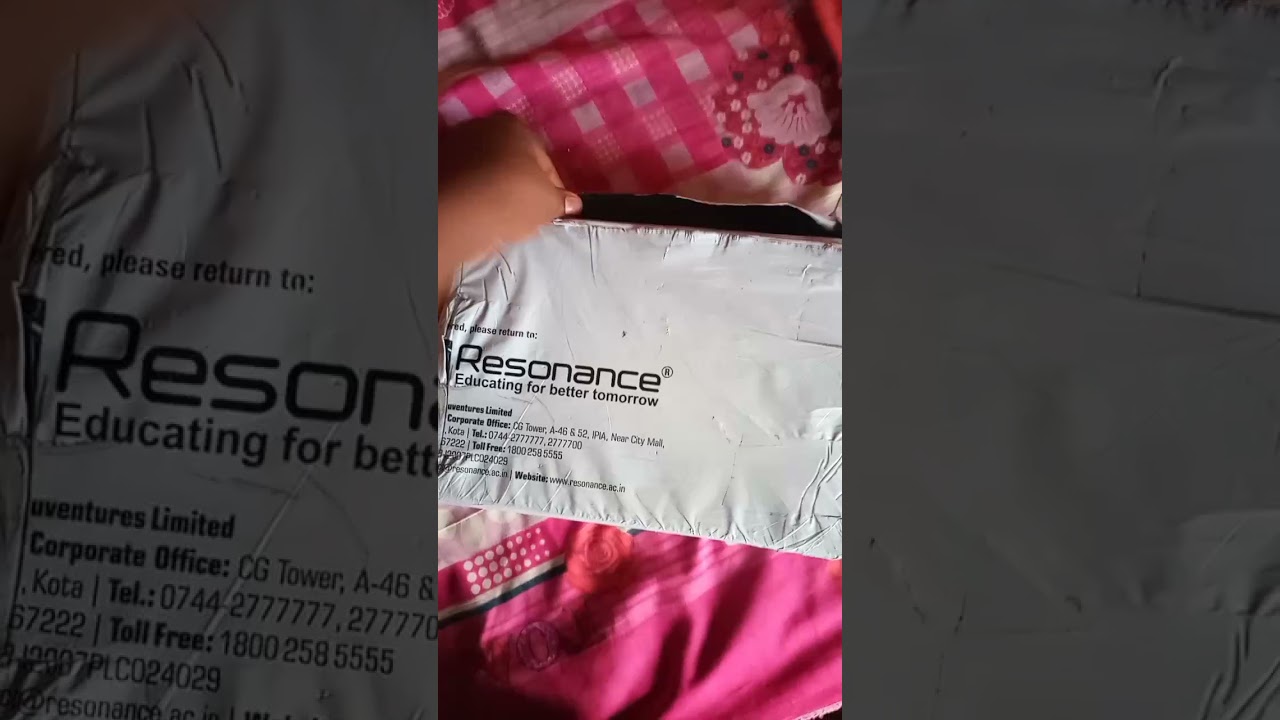 red, please return to:
Resonance®
Educating for better tomorrow
uventures Limited
Corporate Office: CG Tower, A-46 & 52, IPIA, Near City Mall,
, Kota | Tel.: 0744-2777777, 2777700
67222 | Toll Free: 1800 258 5555
2007PLC024029
@resonance.ac.in | Website: www.resonance.ac.in